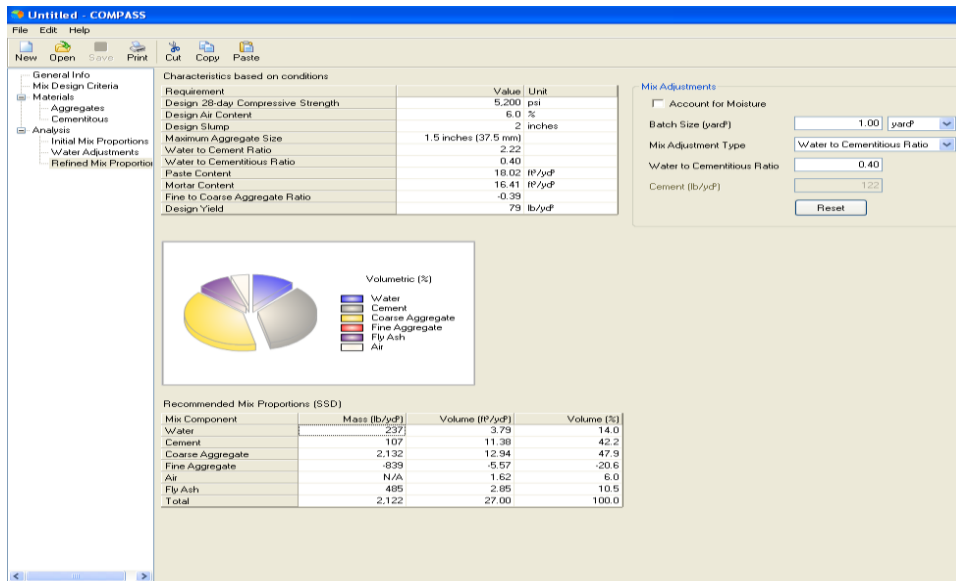 Untitled - COMPASS
File Edit Help
New Open Save Print Cut Copy Paste
General Info
Mix Design Criteria
Materials
Aggregates
Cementitous
Analysis
Initial Mix Proportions
Water Adjustments
Refined Mix Proportio
Characteristics based on conditions
Requirement Value Unit
Design 28-day Compressive Strength 5,200 psi
Design Air Content 6.0 %
Design Slump 2 inches
Maximum Aggregate Size 1.5 inches (37.5 mm)
Water to Cement Ratio 2.22
Water to Cementitious Ratio 0.40
Paste Content 18.02 ft³/yd³
Mortar Content 16.41 ft³/yd³
Fine to Coarse Aggregate Ratio -0.39
Design Yield 79 lb/yd³
Mix Adjustments
Account for Moisture
Batch Size (yard³) 1.00 yard³
Mix Adjustment Type Water to Cementitious Ratio
Water to Cementitious Ratio 0.40
Cement (lb/yd³) 122
Reset
Volumetric (%)
Water
Cement
Coarse Aggregate
Fine Aggregate
Fly Ash
Air
Recommended Mix Proportions (SSD)
Mix Component Mass (lb/yd³) Volume (ft³/yd³) Volume (%)
Water 237 3.79 14.0
Cement 107 11.38 42.2
Coarse Aggregate 2,132 12.94 47.9
Fine Aggregate -839 -5.57 -20.6
Air N/A 1.62 6.0
Fly Ash 485 2.85 10.5
Total 2,122 27.00 100.0